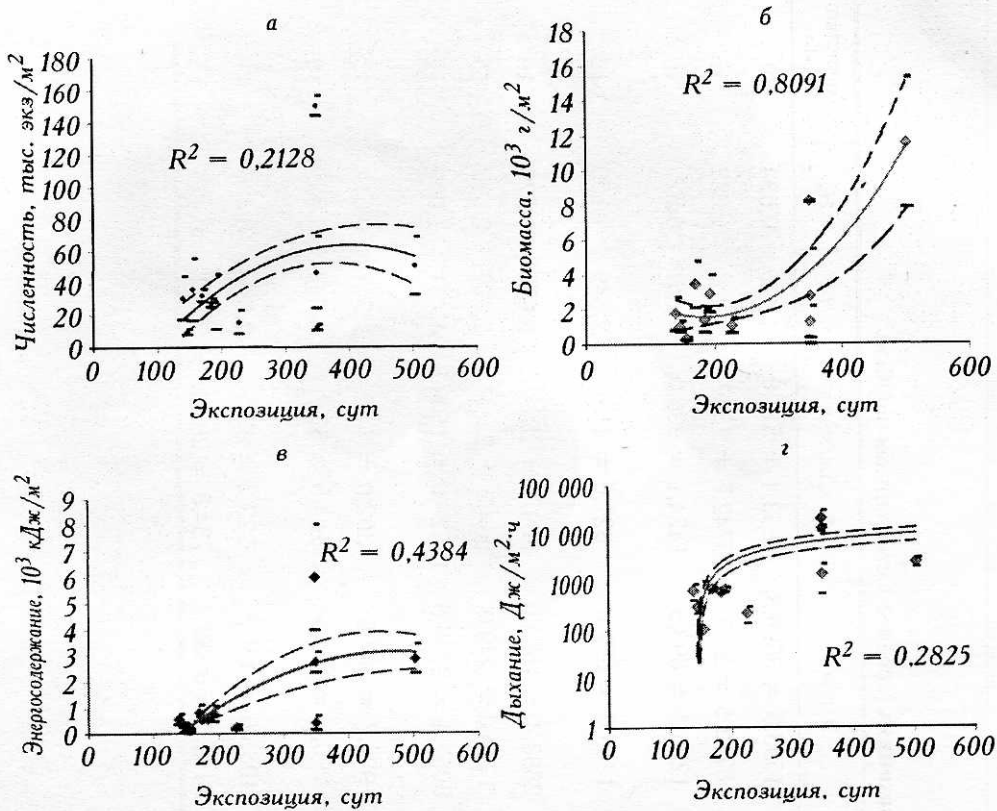 а
Численность, тыс. экз/м²
180
160
140
120
100
80
60
40
20
0
R² = 0,2128
0 100 200 300 400 500 600
Экспозиция, сут
б
Биомасса, 10³ г/м²
18
16
14
12
10
8
6
4
2
0
R² = 0,8091
0 200 400 600
Экспозиция, сут
в
Энергосодержание, 10³ кДж/м²
9
8
7
6
5
4
3
2
1
0
R² = 0,4384
0 100 200 300 400 500 600
Экспозиция, сут
г
Дыхание, Дж/м²·ч
100 000
10 000
1000
100
10
1
R² = 0,2825
0 100 200 300 400 500 600
Экспозиция, сут